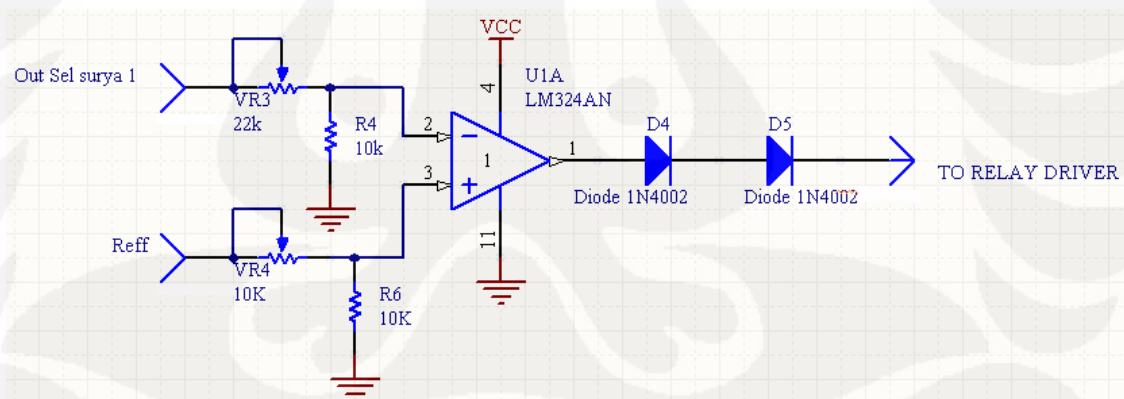 VCC
Out Sel surya 1
VR3
22k
R4
10k
4
U1A
LM324AN
2
3
1
1
11
D4
Diode 1N4002
D5
Diode 1N4002
TO RELAY DRIVER
Reff
VR4
10K
R6
10K